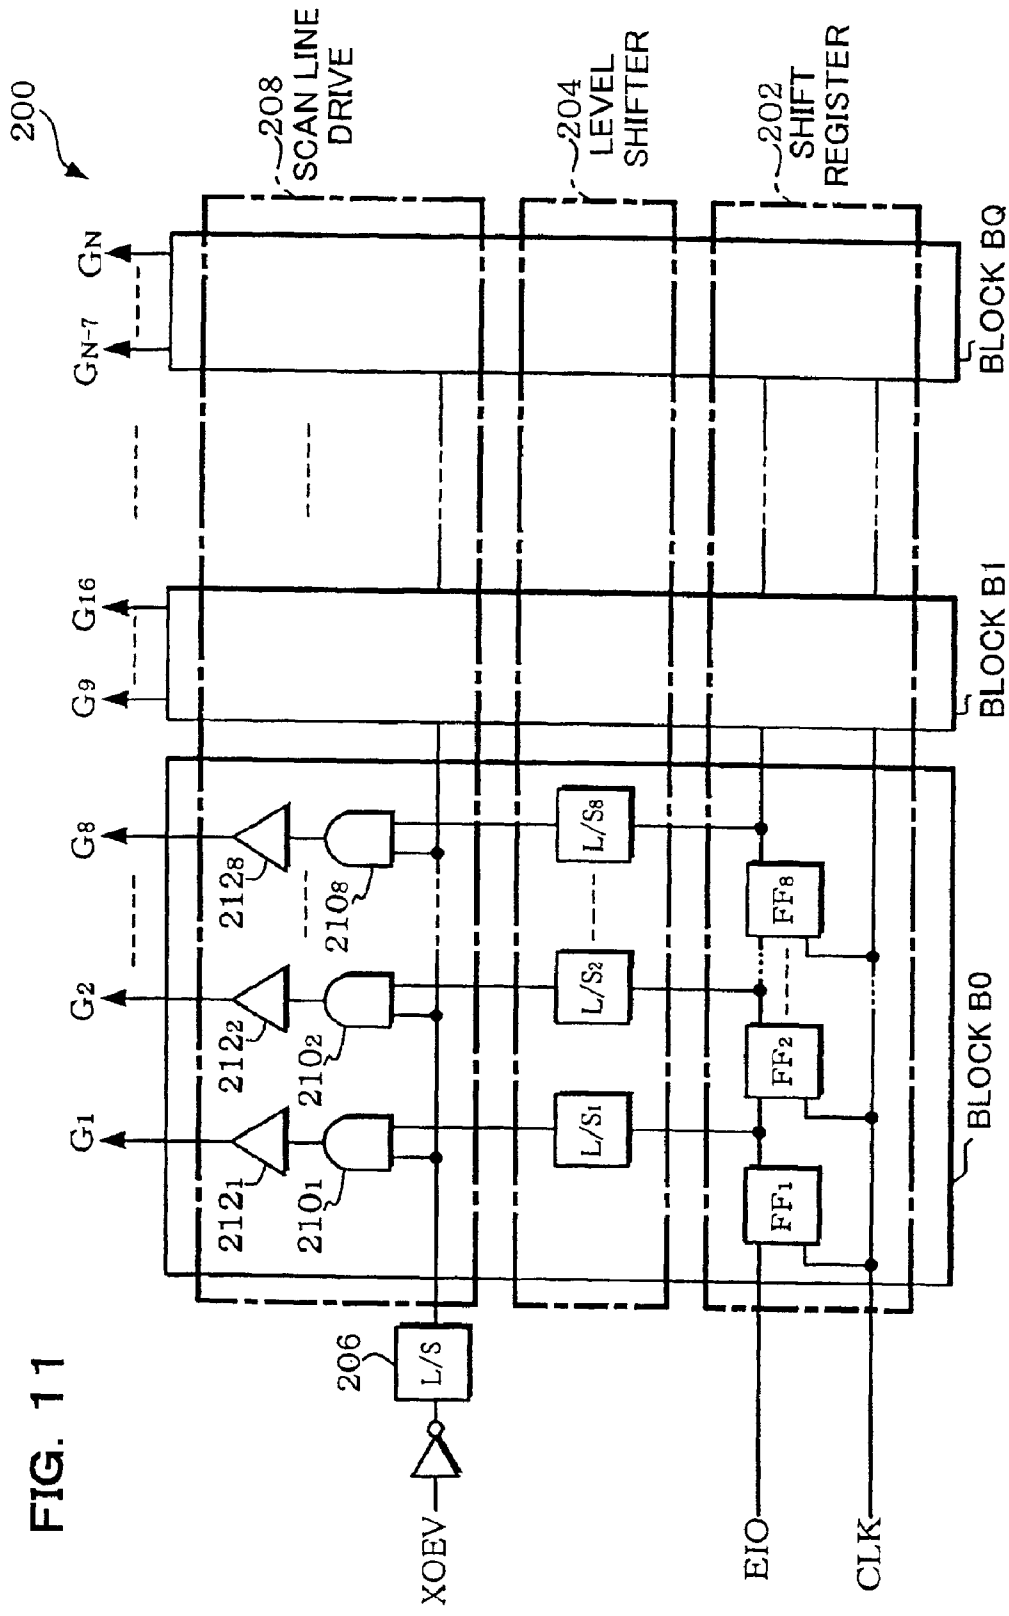 FIG. 11
200
G1
G2
G8
G9
G16
GN-7
GN
208
SCAN LINE
DRIVE
2121
2122
2128
2101
2102
2108
206
L/S
XOEV
204
LEVEL
SHIFTER
L/S1
L/S2
L/S8
202
SHIFT
REGISTER
FF1
FF2
FF8
EIO
CLK
BLOCK B0
BLOCK B1
BLOCK BQ